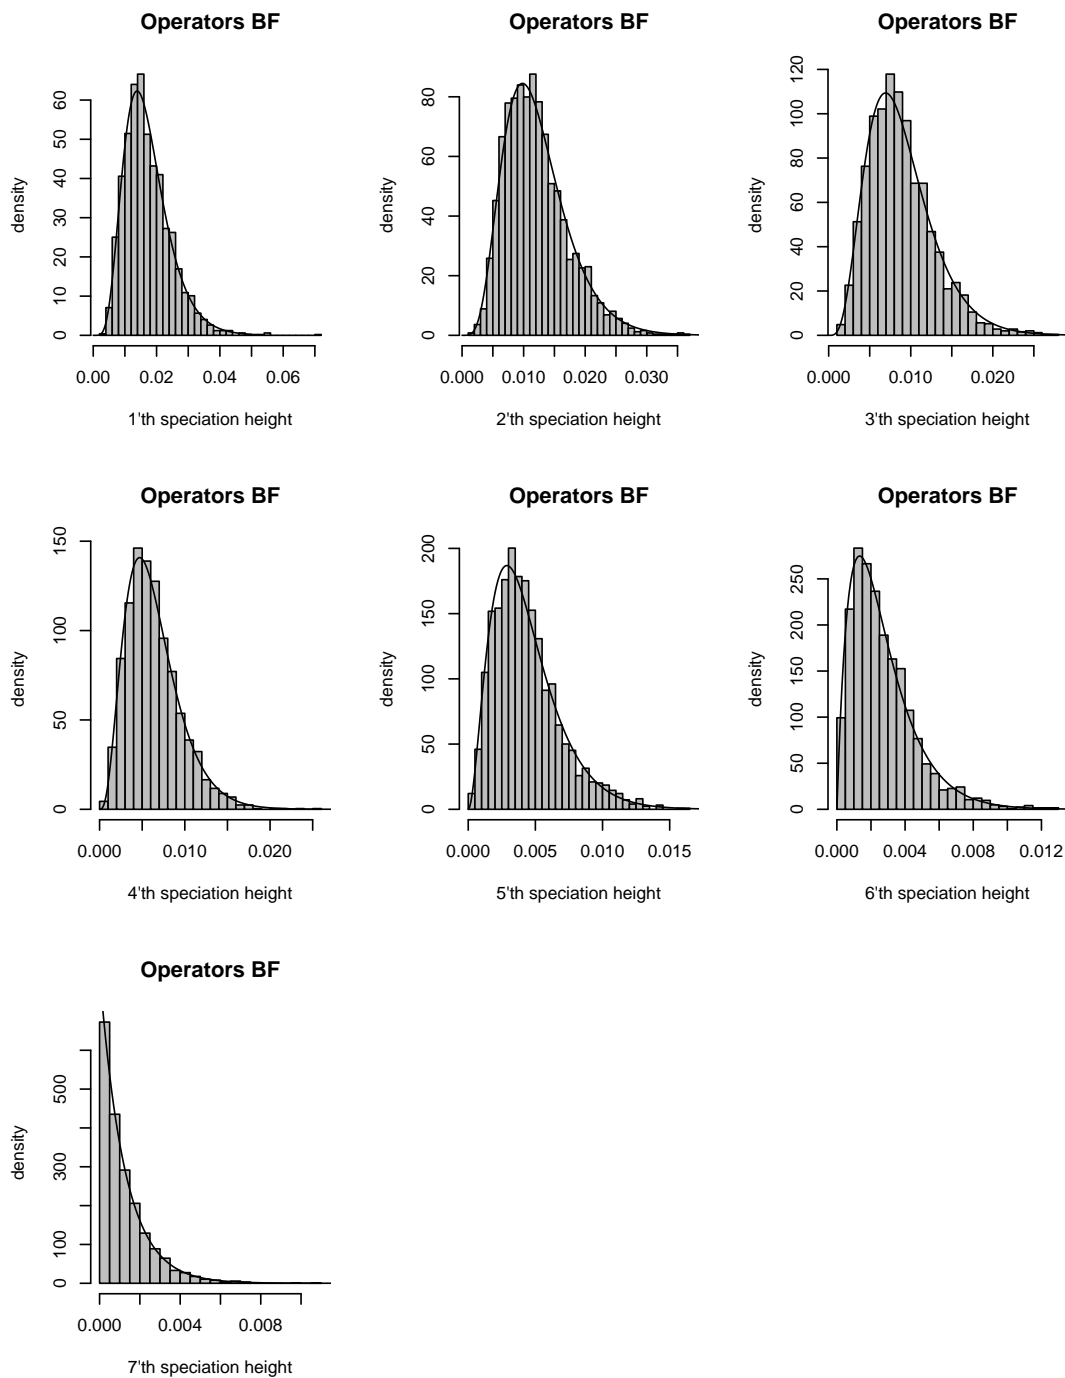 Operators BF
density
0 10 20 30 40 50 60
0.00 0.02 0.04 0.06
1'th speciation height
Operators BF
density
0 20 40 60 80
0.000 0.010 0.020 0.030
2'th speciation height
Operators BF
density
0 20 40 60 80 100 120
0.000 0.010 0.020
3'th speciation height
Operators BF
density
0 50 100 150
0.000 0.010 0.020
4'th speciation height
Operators BF
density
0 50 100 150 200
0.000 0.005 0.010 0.015
5'th speciation height
Operators BF
density
0 50 100 150 200 250
0.000 0.004 0.008 0.012
6'th speciation height
Operators BF
density
0 100 300 500
0.000 0.004 0.008
7'th speciation height